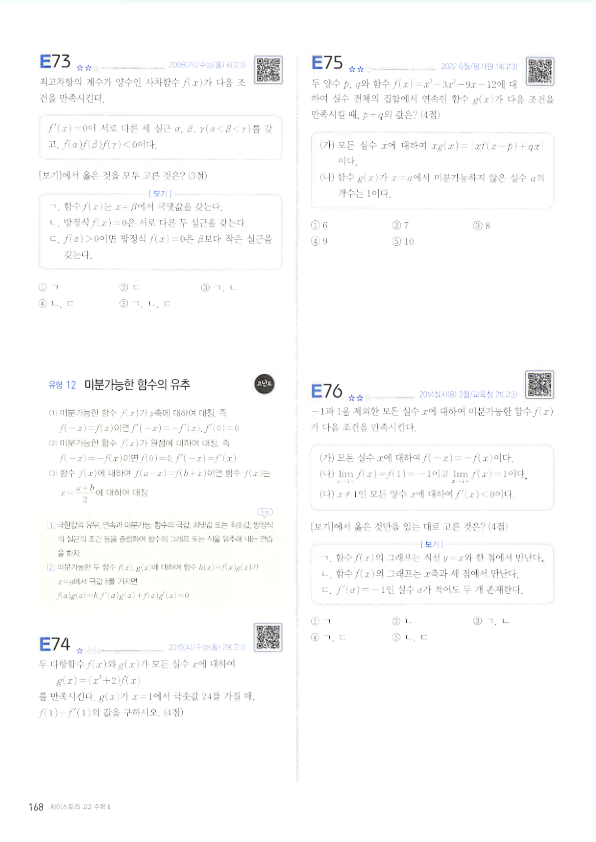 E73
2008(가)/수능(홀) 6(고3)
최고차항의 계수가 양수인 사차함수 f(x)가 다음 조
건을 만족시킨다.
f'(x)=0이 서로 다른 세 실근 α, β, γ(α<β<γ)를 갖
고, f(α)f(β)f(γ)<0이다.
[보기]에서 옳은 것을 모두 고른 것은? (3점)
[보기]
ㄱ. 함수 f(x)는 x=β에서 극댓값을 갖는다.
ㄴ. 방정식 f(x)=0은 서로 다른 두 실근을 갖는다.
ㄷ. f(α)>0이면 방정식 f(x)=0은 β보다 작은 실근을
갖는다.
① ㄱ ② ㄷ ③ ㄱ, ㄴ
④ ㄴ, ㄷ ⑤ ㄱ, ㄴ, ㄷ
유형 12 미분가능한 함수의 유추
고난도
(1) 미분가능한 함수 f(x)가 y축에 대하여 대칭, 즉
f(-x)=f(x)이면 f'(-x)=-f'(x), f'(0)=0
(2) 미분가능한 함수 f(x)가 원점에 대하여 대칭, 즉
f(-x)=-f(x)이면 f(0)=0, f'(-x)=f'(x)
(3) 함수 f(x)에 대하여 f(a-x)=f(b+x)이면 함수 f(x)는
x=(a+b)/2에 대하여 대칭
1 극한값의 유무, 연속과 미분가능, 함수의 극값, 최댓값 또는 최솟값, 방정식
의 실근의 조건 등을 종합하여 함수의 그래프 또는 식을 유추해 내는 연습
을 하자.
2 미분가능한 두 함수 f(x), g(x)에 대하여 함수 h(x)=f(x)g(x)가
x=a에서 극값 b를 가지면
f(a)g(a)=b, f'(a)g(a)+f(a)g'(a)=0
E74
2015(A)/수능(홀) 29(고3)
두 다항함수 f(x)와 g(x)가 모든 실수 x에 대하여
g(x)=(x³+2)f(x)
를 만족시킨다. g(x)가 x=1에서 극솟값 24를 가질 때,
f(1)-f'(1)의 값을 구하시오. (4점)
168 자이스토리 고3 수학 Ⅱ
E75
2022 6월/평가원 14(고3)
두 양수 p, q와 함수 f(x)=x³-3x²-9x-12에 대
하여 실수 전체의 집합에서 연속인 함수 g(x)가 다음 조건을
만족시킬 때, p+q의 값은? (4점)
(가) 모든 실수 x에 대하여 xg(x)=|xf(x-p)+qx|
이다.
(나) 함수 g(x)가 x=a에서 미분가능하지 않은 실수 a의
개수는 1이다.
① 6 ② 7 ③ 8
④ 9 ⑤ 10
E76
2014실시(B) 3월/교육청 21(고3)
-1과 1을 제외한 모든 실수 x에 대하여 미분가능한 함수 f(x)
가 다음 조건을 만족시킨다.
(가) 모든 실수 x에 대하여 f(-x)=-f(x)이다.
(나) lim f(x)=f(1)=-1이고 lim f(x)=1이다.
(다) x≠1인 모든 양수 x에 대하여 f'(x)<0이다.
[보기]에서 옳은 것만을 있는 대로 고른 것은? (4점)
[보기]
ㄱ. 함수 f(x)의 그래프는 직선 y=x와 한 점에서 만난다.
ㄴ. 함수 f(x)의 그래프는 x축과 세 점에서 만난다.
ㄷ. f'(a)=-1인 실수 a가 적어도 두 개 존재한다.
① ㄱ ② ㄴ ③ ㄱ, ㄴ
④ ㄱ, ㄷ ⑤ ㄴ, ㄷ